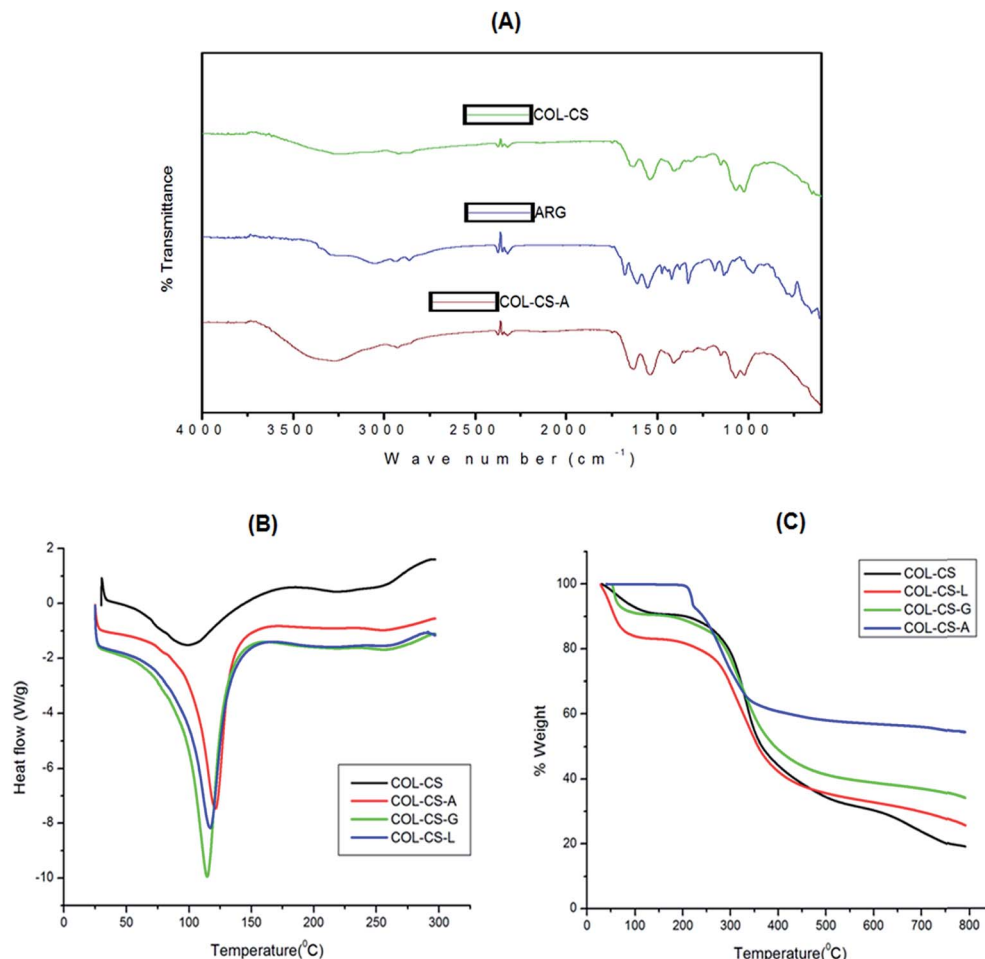 (A)
% Transmittance
COL-CS
ARG
COL-CS-A
4000 3500 3000 2500 2000 1500 1000
Wave number (cm⁻¹)
(B)
Heat flow (W/g)
2
0
-2
-4
-6
-8
-10
COL-CS
COL-CS-A
COL-CS-G
COL-CS-L
0 50 100 150 200 250 300
Temperature(⁰C)
(C)
% Weight
100
80
60
40
20
0
COL-CS
COL-CS-L
COL-CS-G
COL-CS-A
0 100 200 300 400 500 600 700 800
Temperature(⁰C)